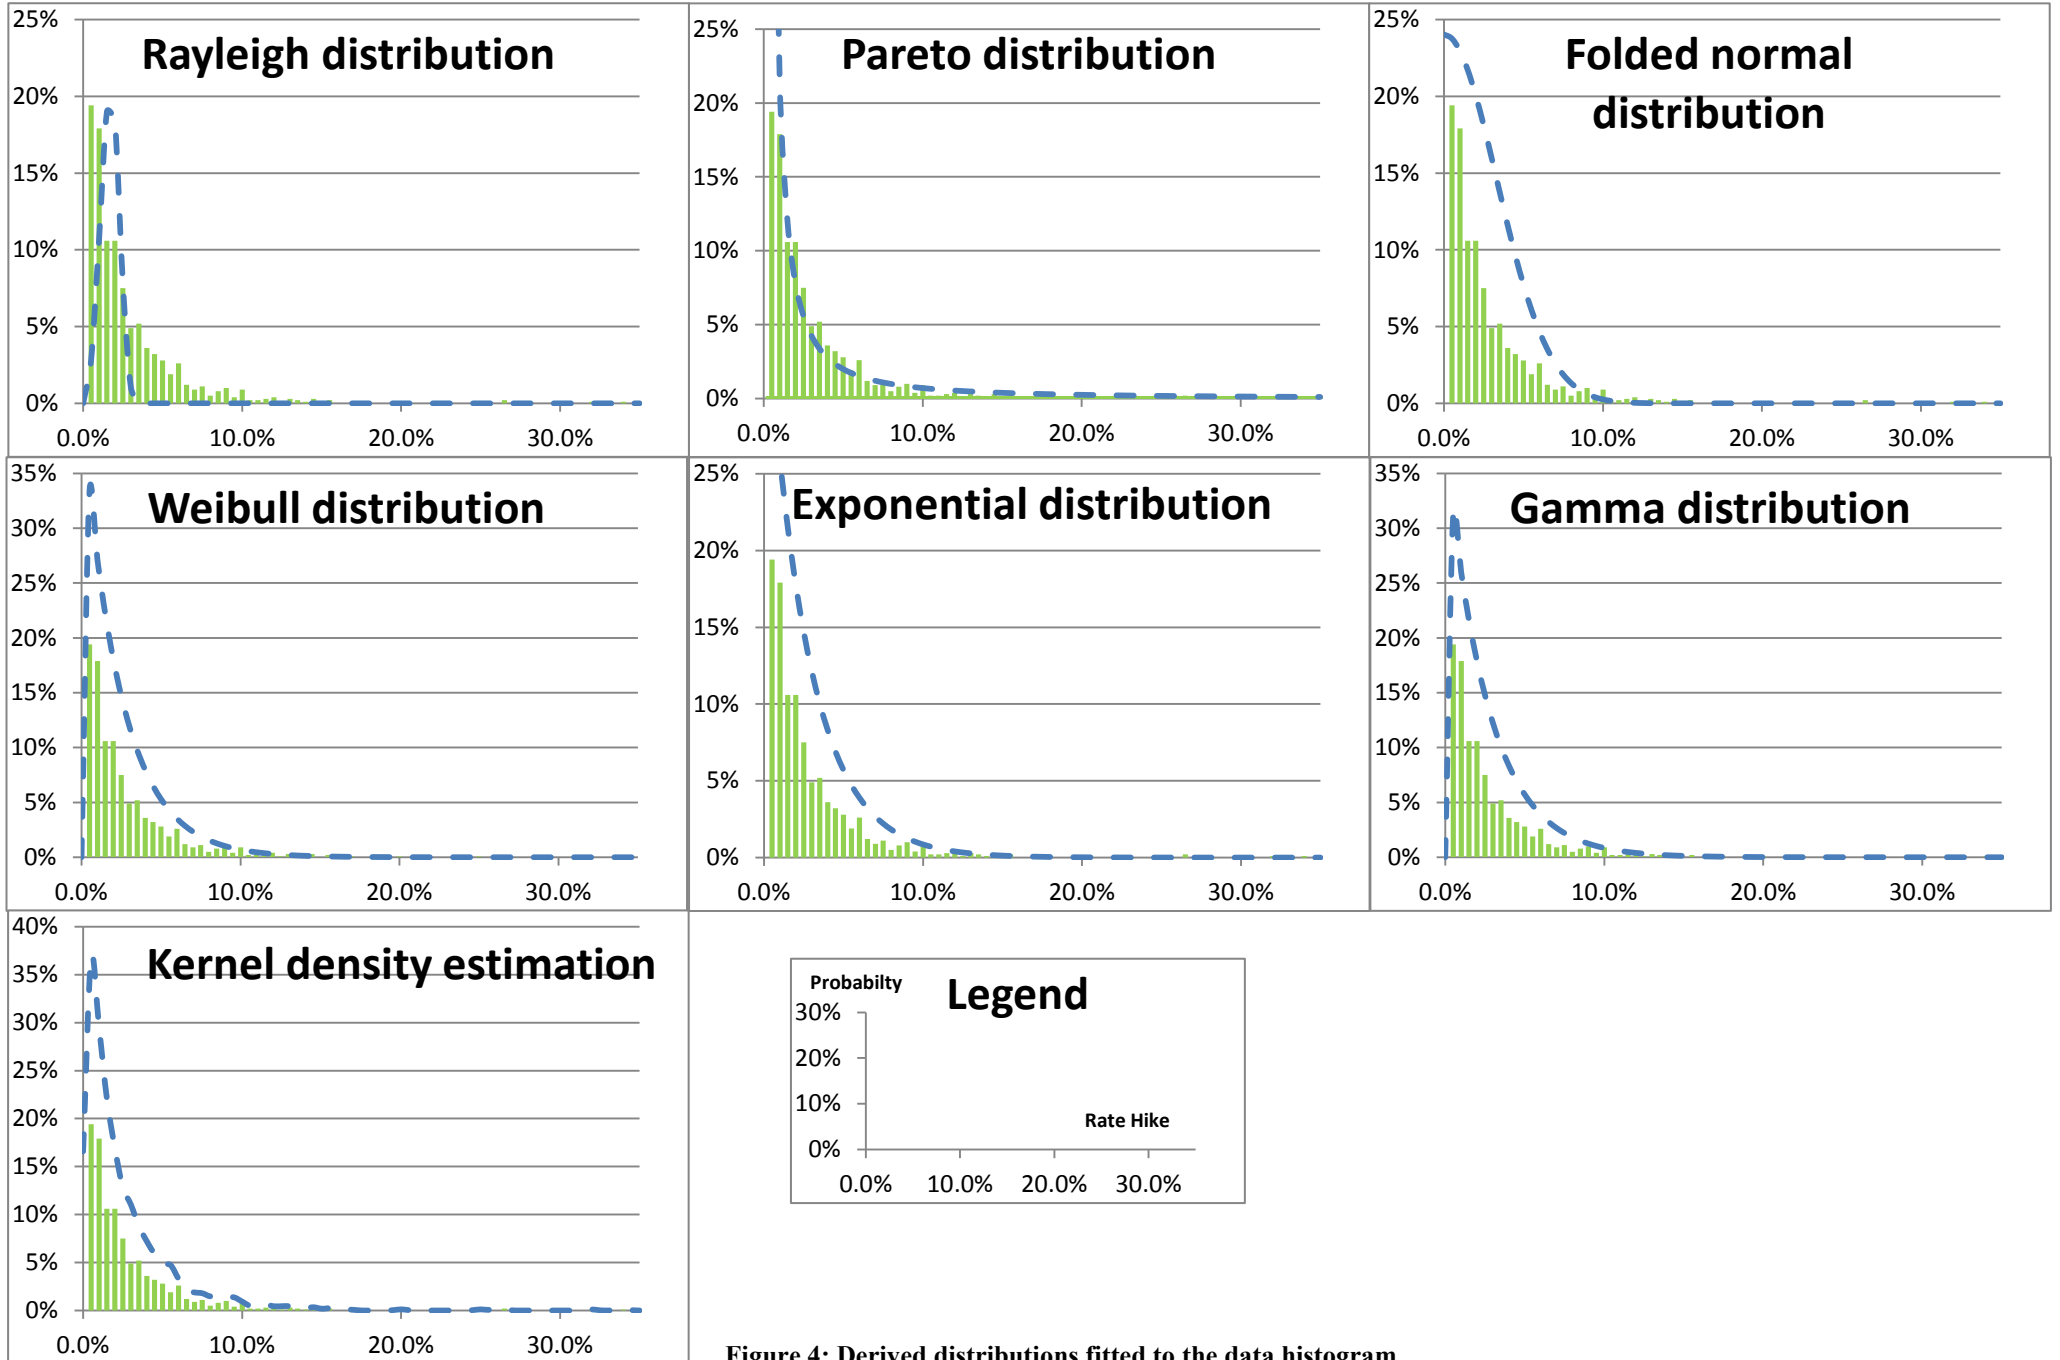 Rayleigh distribution
25%
20%
15%
10%
5%
0%
0.0% 10.0% 20.0% 30.0%
Pareto distribution
25%
20%
15%
10%
5%
0%
0.0% 10.0% 20.0% 30.0%
Folded normal
distribution
25%
20%
15%
10%
5%
0%
0.0% 10.0% 20.0% 30.0%
Weibull distribution
35%
30%
25%
20%
15%
10%
5%
0%
0.0% 10.0% 20.0% 30.0%
Exponential distribution
25%
20%
15%
10%
5%
0%
0.0% 10.0% 20.0% 30.0%
Gamma distribution
35%
30%
25%
20%
15%
10%
5%
0%
0.0% 10.0% 20.0% 30.0%
Kernel density estimation
40%
35%
30%
25%
20%
15%
10%
5%
0%
0.0% 10.0% 20.0% 30.0%
Legend
Probabilty
30%
20%
10%
0%
Rate Hike
0.0% 10.0% 20.0% 30.0%
Figure 4: Derived distributions fitted to the data histogram